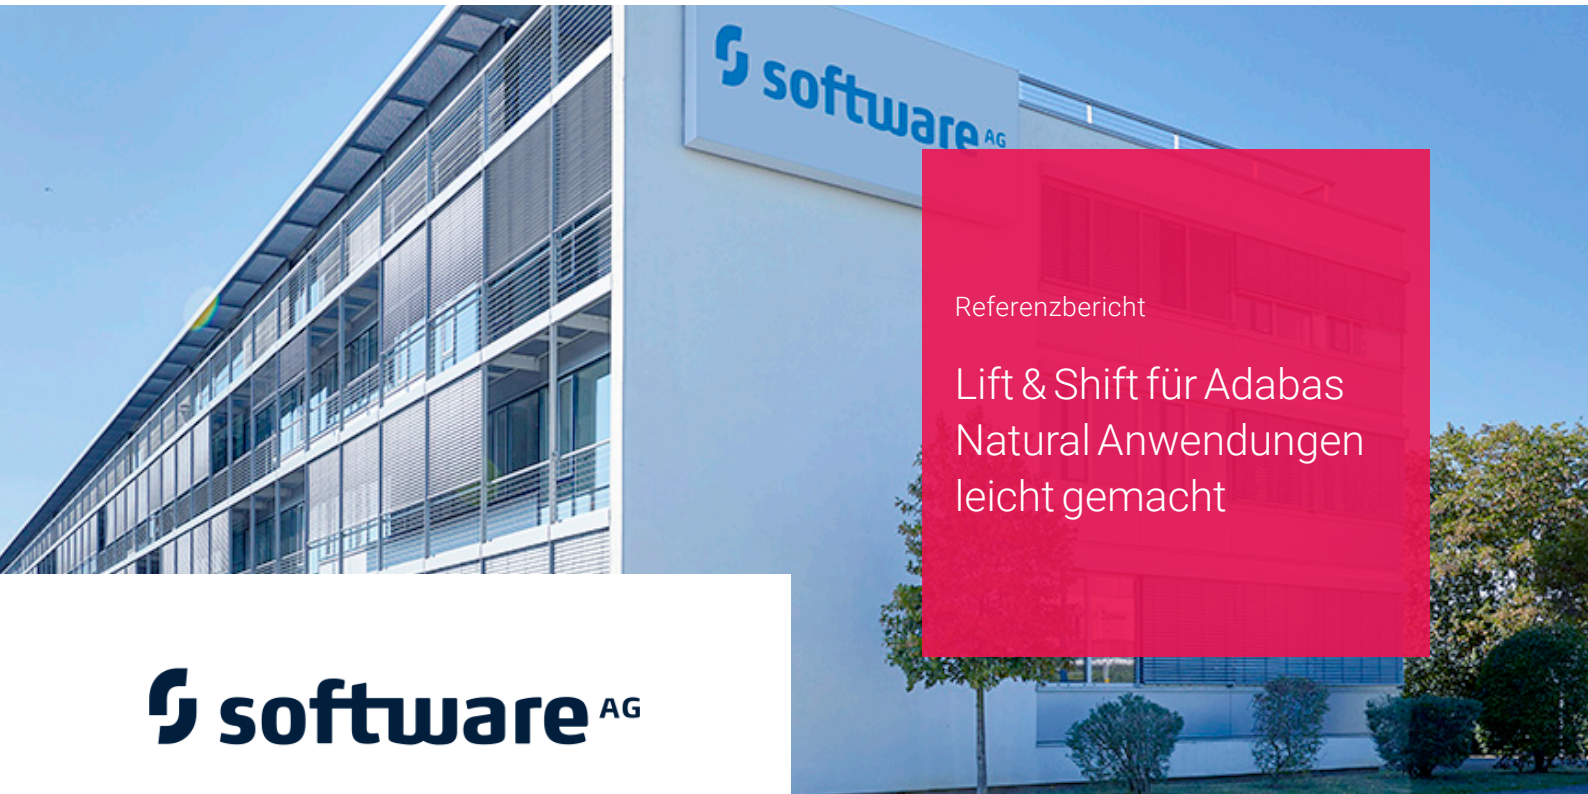 software AG
Referenzbericht
Lift & Shift für Adabas
Natural Anwendungen
leicht gemacht
software AG